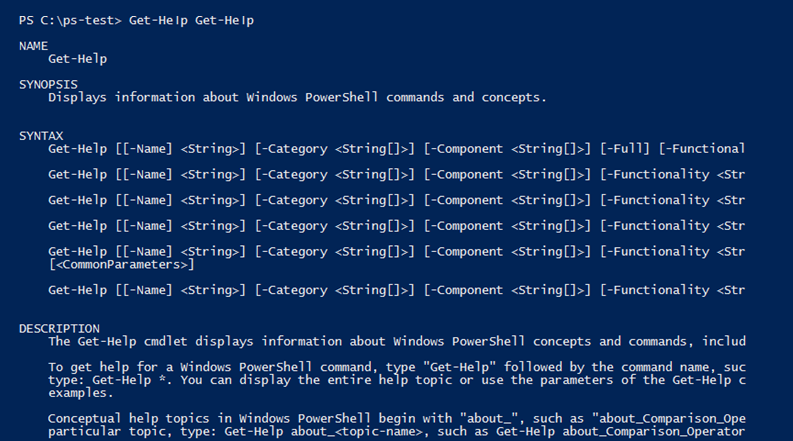 PS C:\ps-test> Get-Help Get-Help
NAME
Get-Help
SYNOPSIS
Displays information about Windows PowerShell commands and concepts.
SYNTAX
Get-Help [[-Name] <String>] [-Category <String[]>] [-Component <String[]>] [-Full] [-Functional
Get-Help [[-Name] <String>] [-Category <String[]>] [-Component <String[]>] [-Functionality <Str
Get-Help [[-Name] <String>] [-Category <String[]>] [-Component <String[]>] [-Functionality <Str
Get-Help [[-Name] <String>] [-Category <String[]>] [-Component <String[]>] [-Functionality <Str
Get-Help [[-Name] <String>] [-Category <String[]>] [-Component <String[]>] [-Functionality <Str
[<CommonParameters>]
Get-Help [[-Name] <String>] [-Category <String[]>] [-Component <String[]>] [-Functionality <Str
DESCRIPTION
The Get-Help cmdlet displays information about Windows PowerShell concepts and commands, includ
To get help for a Windows PowerShell command, type "Get-Help" followed by the command name, suc
type: Get-Help *. You can display the entire help topic or use the parameters of the Get-Help c
examples.
Conceptual help topics in Windows PowerShell begin with "about_", such as "about_Comparison_Ope
particular topic, type: Get-Help about_<topic-name>, such as Get-Help about_Comparison_Operator